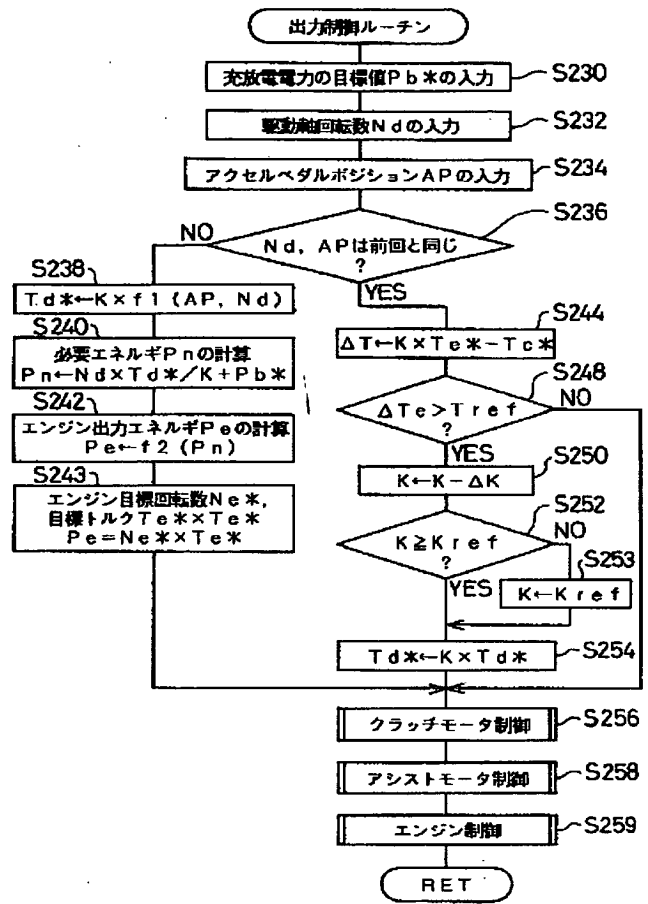 出力制御ルーチン
充放電電力の目標値Pb*の入力
S230
駆動軸回転数Ndの入力
S232
アクセルペダルポジションAPの入力
S234
Nd，APは前回と同じ
?
S236
NO
YES
S238
Td*←K×f1（AP，Nd）
S240
必要エネルギPnの計算
Pn←Nd×Td*／K+Pb*
S242
エンジン出力エネルギPeの計算
Pe←f2（Pn）
S243
エンジン目標回転数Ne*，
目標トルクTe*×Te*
Pe=Ne*×Te*
S244
ΔT←K×Te*−Tc*
S248
ΔTc>Tref
?
NO
YES
S250
K←K−ΔK
S252
K≧Kref
?
NO
YES
S253
K←Kref
Td*←K×Td*
S254
クラッチモータ制御
S256
アシストモータ制御
S258
エンジン制御
S259
RET